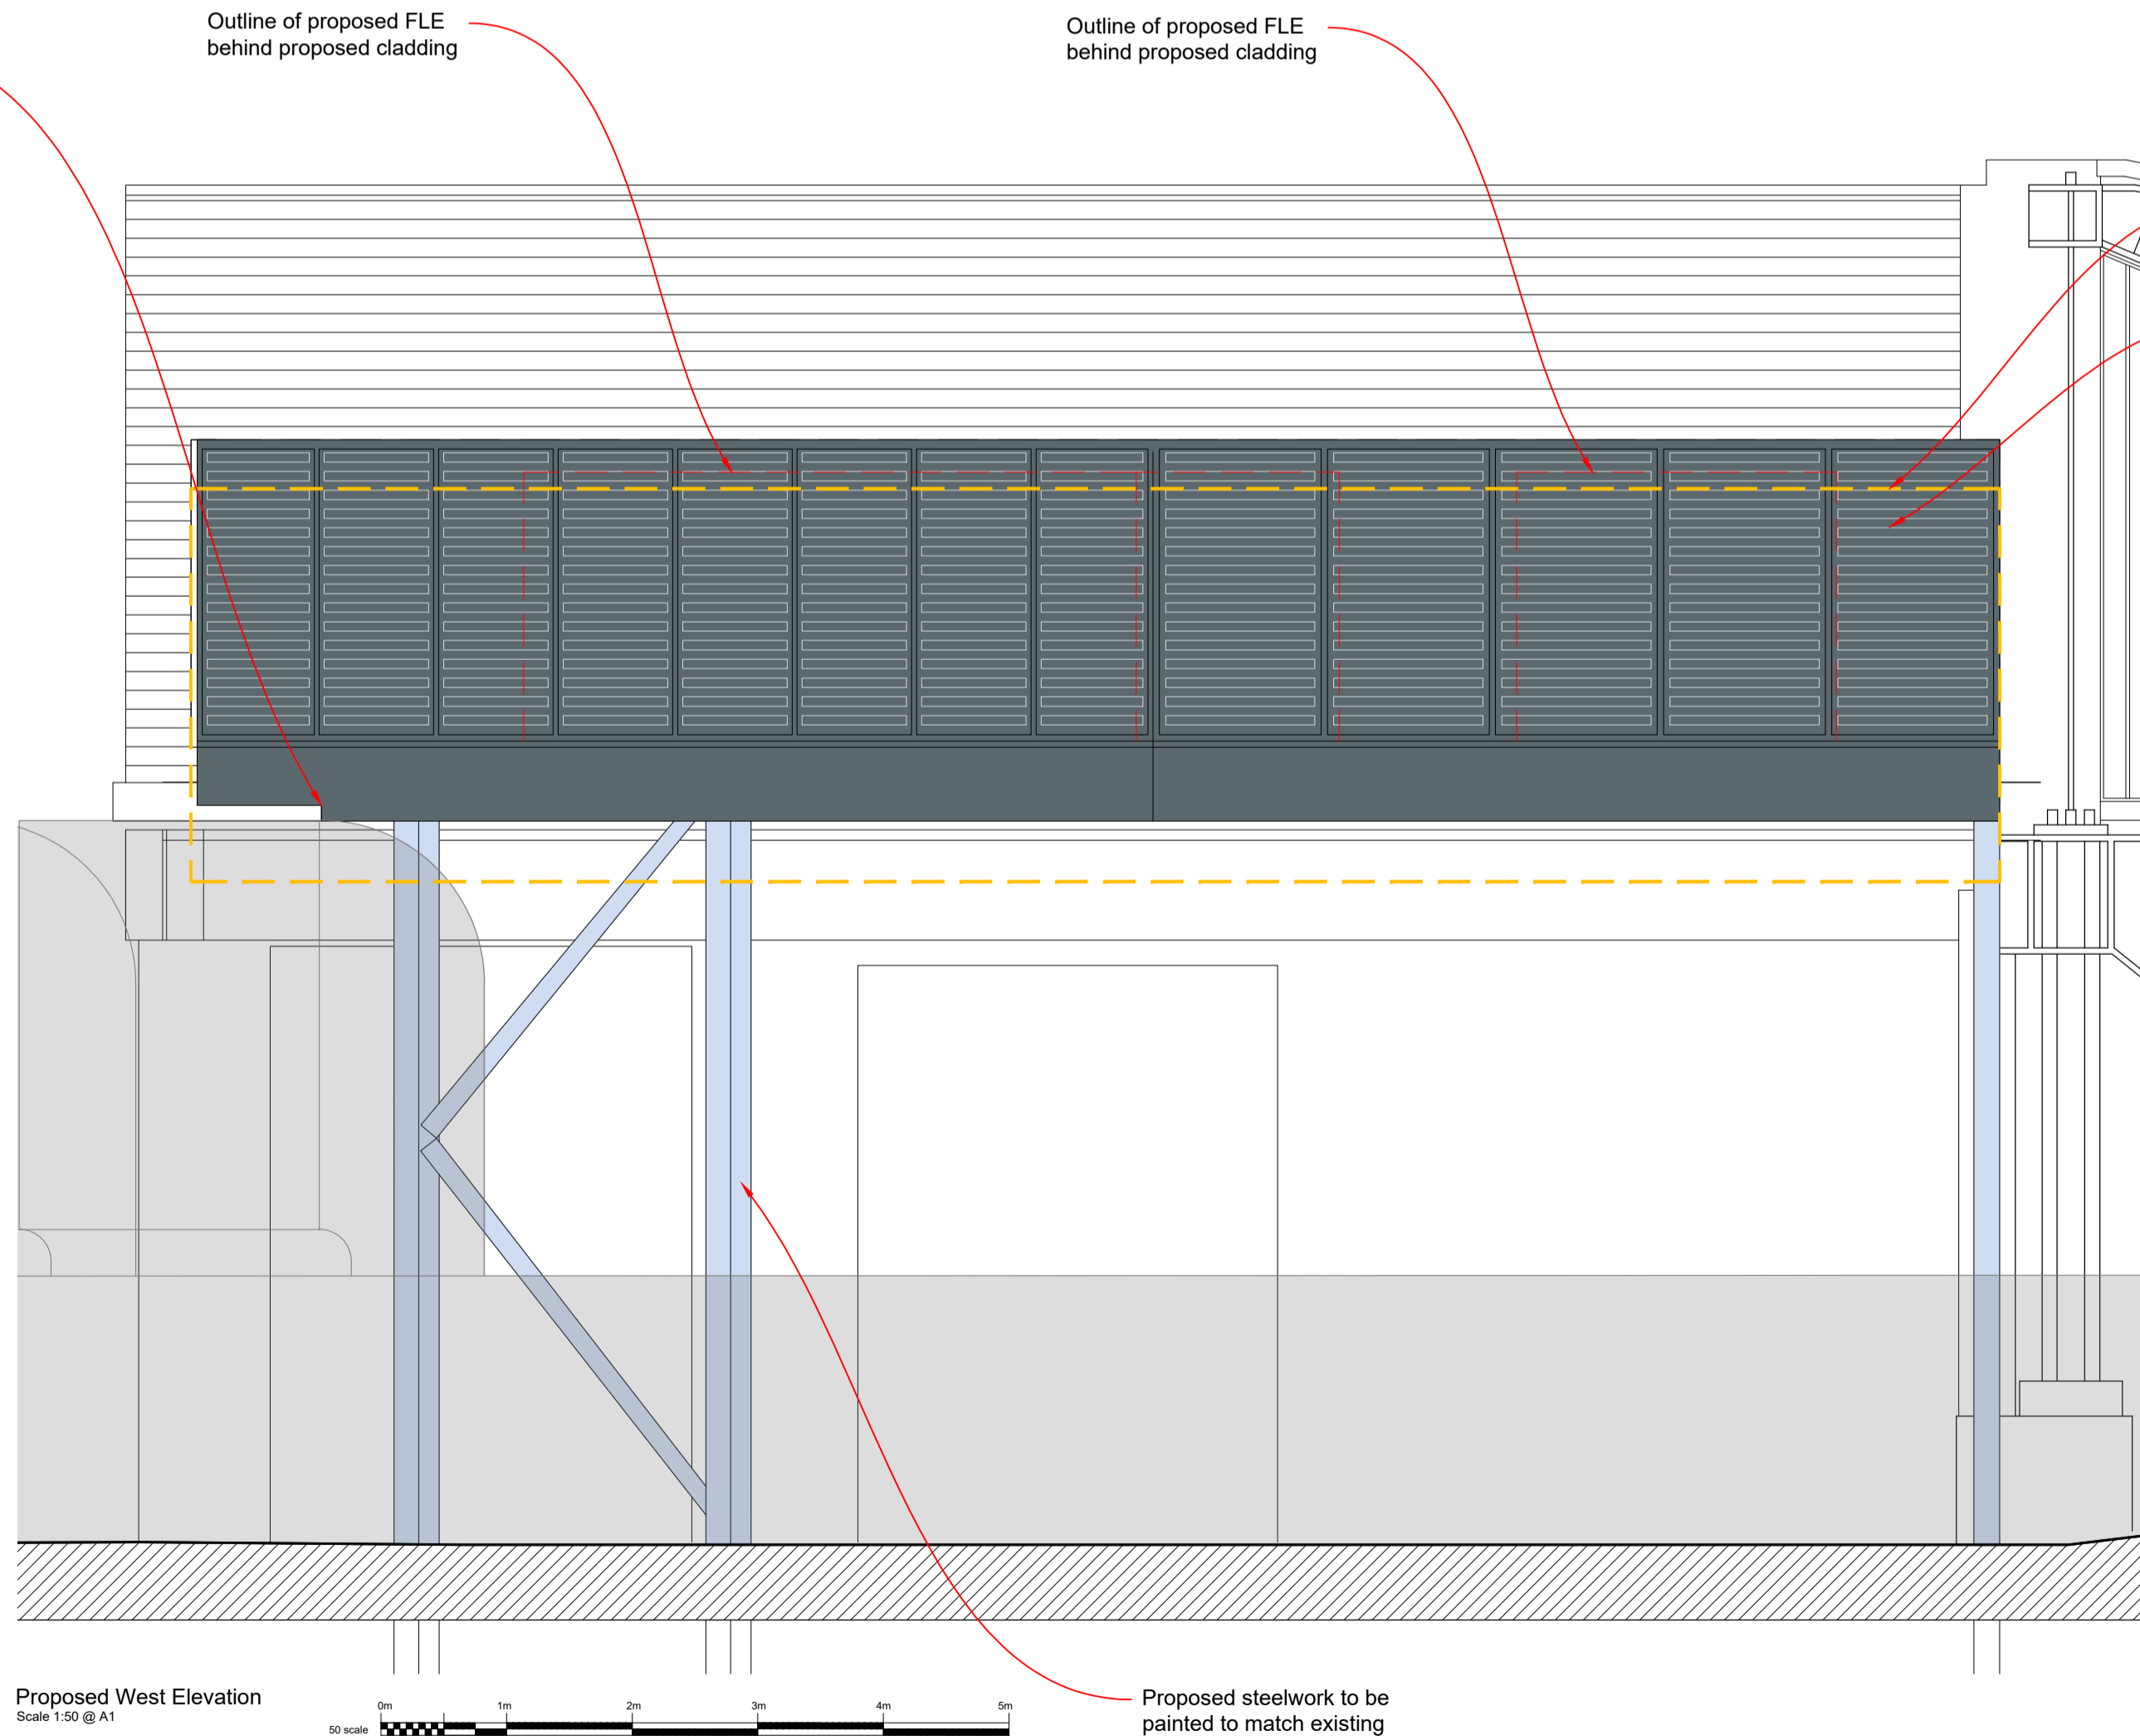 Outline of proposed FLE
behind proposed cladding
Outline of proposed FLE
behind proposed cladding
Proposed West Elevation
Scale 1:50 @ A1
50 scale
0m 1m 2m 3m 4m 5m
Proposed steelwork to be
painted to match existing